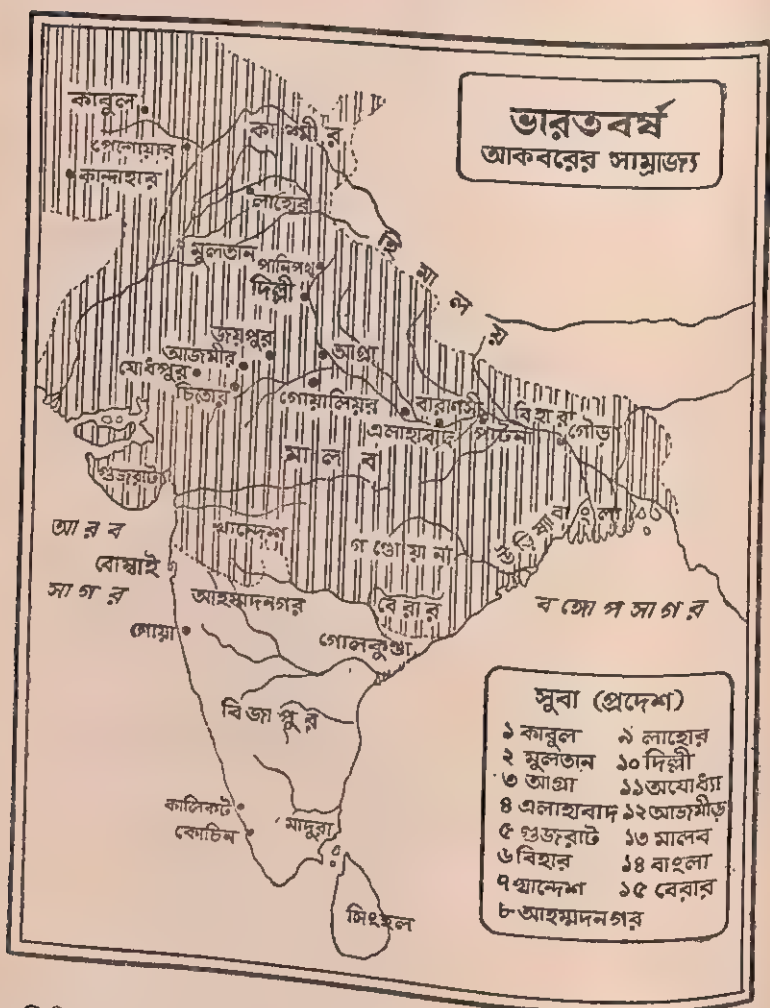 ভারতবর্ষ
আকবরের সাম্রাজ্য
কাবুল
পেশোয়ার
কাশ্মীর
কান্দাহার
লাহোর
মুলতান
পানিপথ
দিল্লী
হিমালয়
জয়পুর
আজমীর
আগ্রা
যোধপুর
চিতোর
গোয়ালিয়র
বারাণসী
বিহার
এলাহাবাদ
পাটনা
গৌড়
মালব
গুজরাট
আরব
সাগর
খান্দেশ
গণ্ডোয়ানা
উড়িষ্যা
বাংলা
বোম্বাই
আহম্মদনগর
বেরার
বঙ্গোপসাগর
গোয়া
গোলকুণ্ডা
বিজাপুর
কালিকট
কোচিন
মাদুরা
সিংহল
সুবা (প্রদেশ)
১ কাবুল ৯ লাহোর
২ মুলতান ১০ দিল্লী
৩ আগ্রা ১১ অযোধ্যা
৪ এলাহাবাদ ১২ আজমীড়
৫ গুজরাট ১৩ মালব
৬ বিহার ১৪ বাংলা
৭ খান্দেশ ১৫ বেরার
৮ আহম্মদনগর